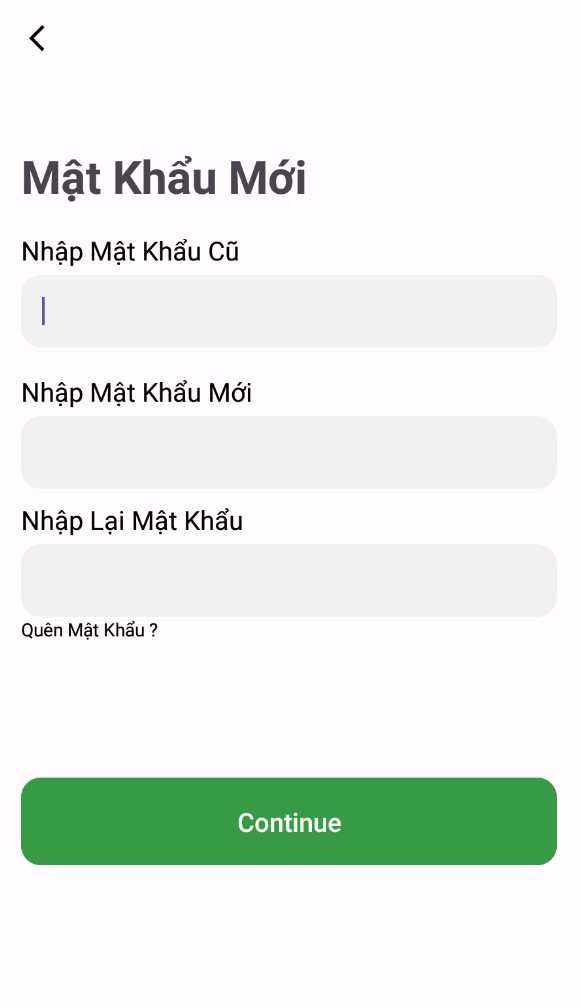 Mật Khẩu Mới
Nhập Mật Khẩu Cũ
Nhập Mật Khẩu Mới
Nhập Lại Mật Khẩu
Quên Mật Khẩu ?
Continue